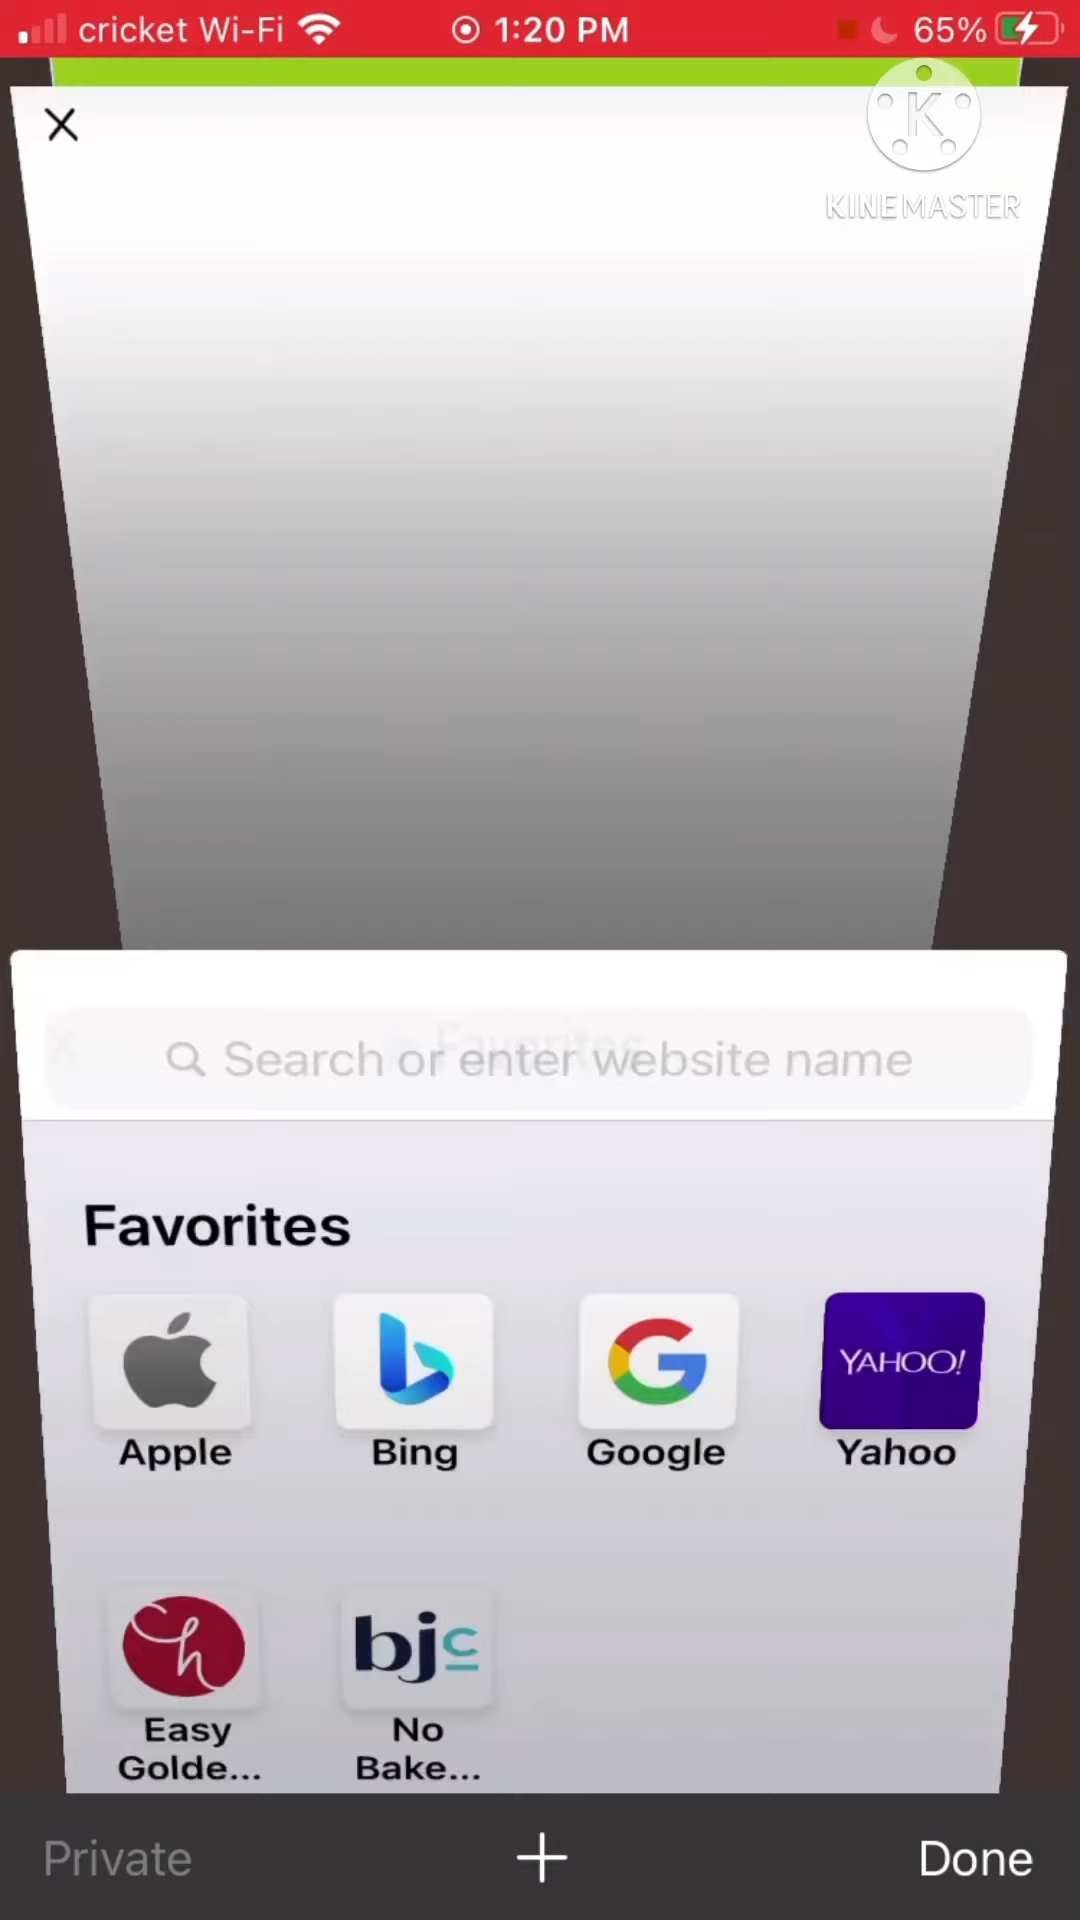 cricket Wi-Fi 1:20 PM 65%
K
KINEMASTER
Favorites
Search or enter website name
Favorites
YAHOO!
Apple Bing Google Yahoo
h bjc
Easy Golde... No Bake...
Private + Done